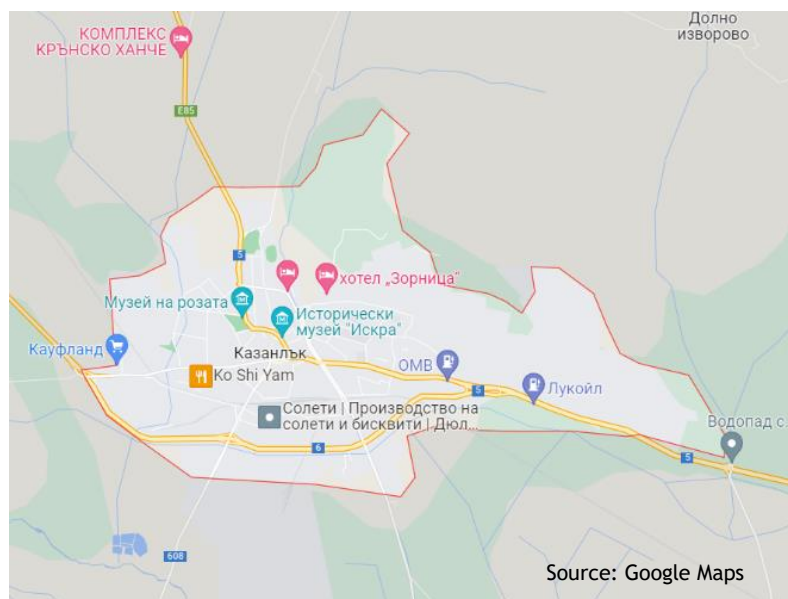 КОМПЛЕКС
КРЪНСКО ХАНЧЕ
Долно
изворово
E85
5
хотел „Зорница“
Музей на розата
Исторически
музей "Искра"
Кауфланд
Казанлък
ОМВ
Ko Shi Yam
5
Лукойл
Солети | Производство на
солети и бисквити | Дюл...
Водопад с.
6
5
608
Source: Google Maps